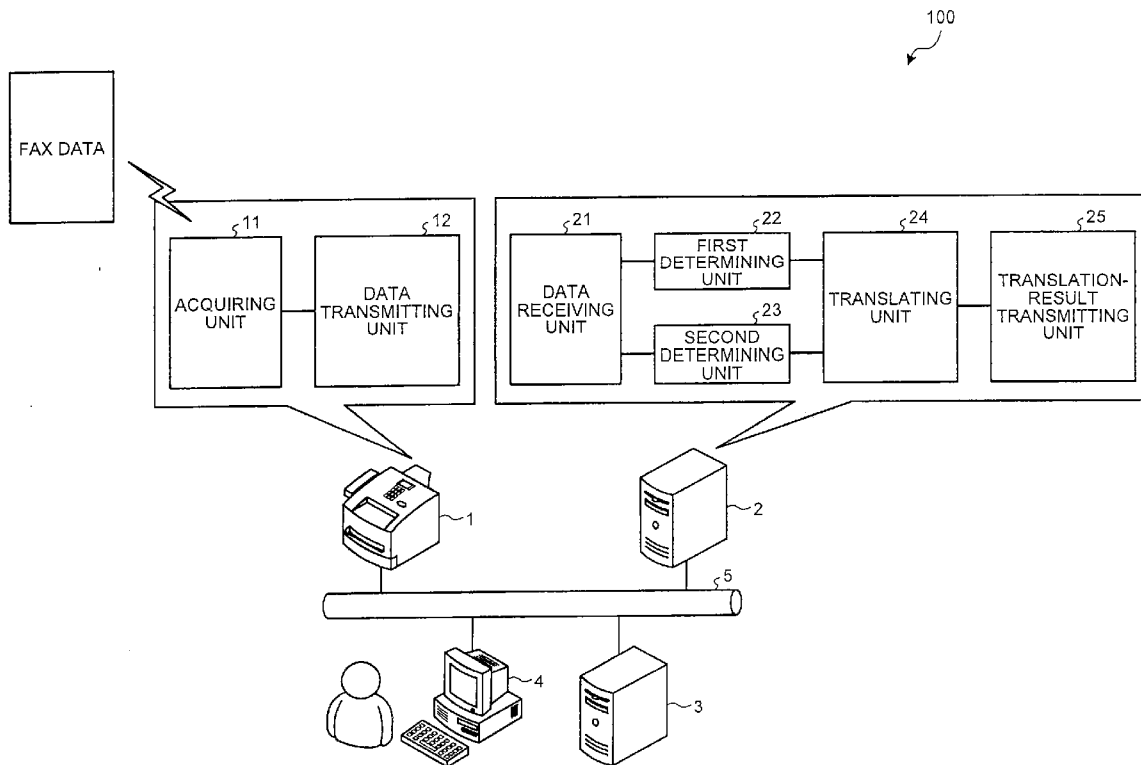 100
FAX DATA
11
12
21
22
24
25
ACQUIRING
UNIT
DATA
TRANSMITTING
UNIT
DATA
RECEIVING
UNIT
FIRST
DETERMINING
UNIT
23
SECOND
DETERMINING
UNIT
TRANSLATING
UNIT
TRANSLATION-
RESULT
TRANSMITTING
UNIT
1
2
5
4
3